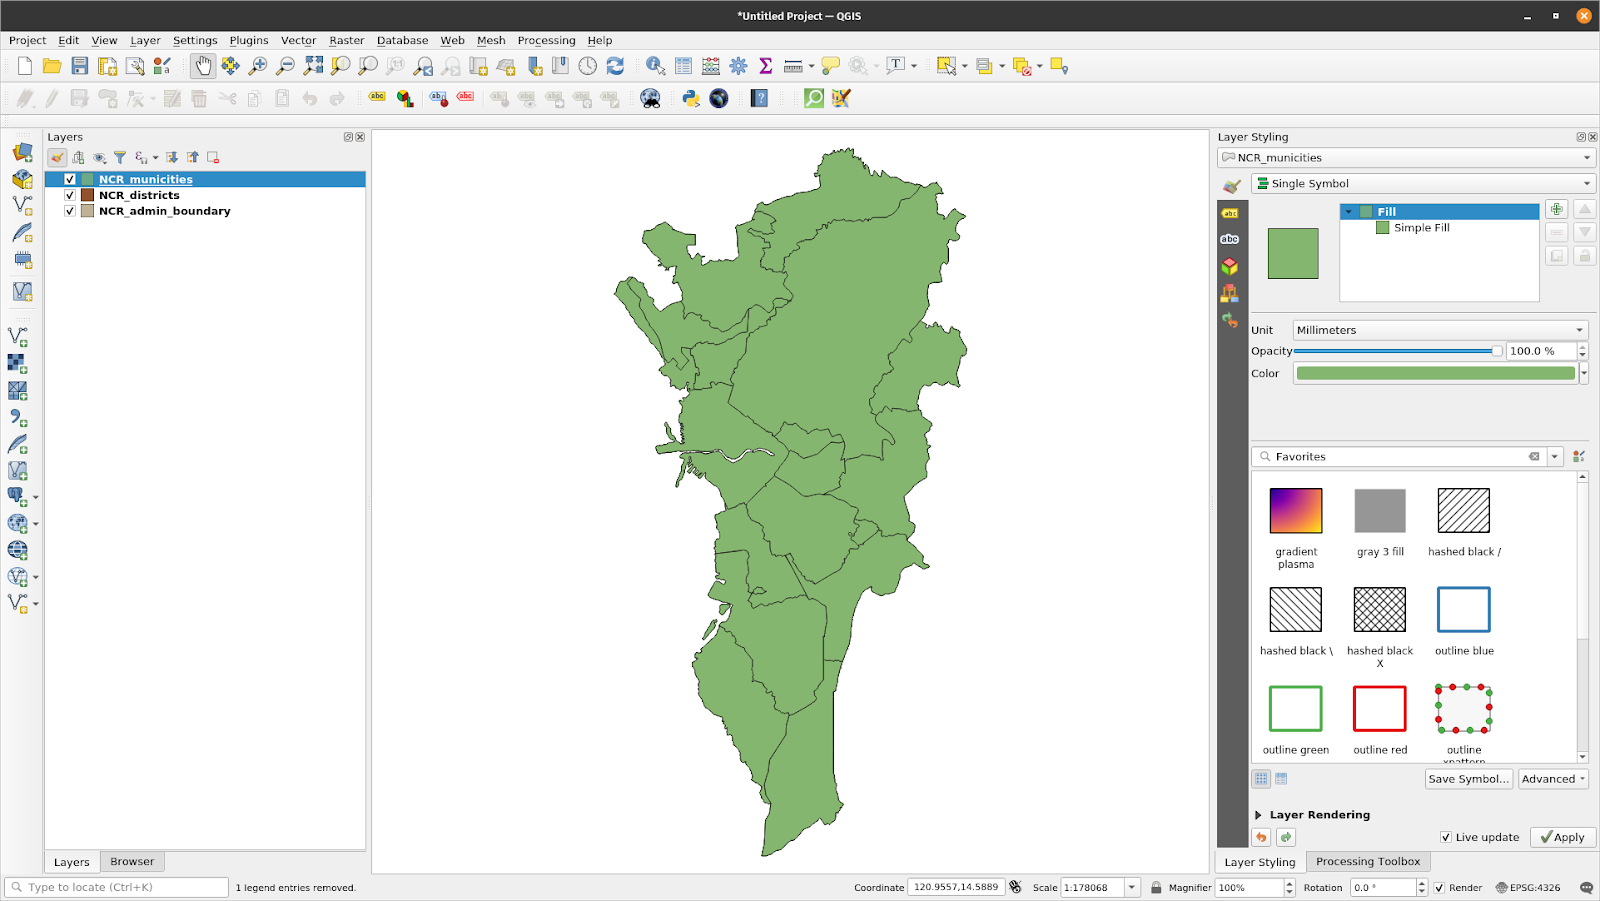 *Untitled Project — QGIS
Project Edit View Layer Settings Plugins Vector Raster Database Web Mesh Processing Help
Layers
NCR_municities
NCR_districts
NCR_admin_boundary
Layers Browser
Layer Styling
NCR_municities
Single Symbol
Fill
Simple Fill
Unit Millimeters
Opacity 100.0 %
Color
Favorites
gradient plasma
gray 3 fill
hashed black /
hashed black \
hashed black X
outline blue
outline green
outline red
outline xpattern
Save Symbol... Advanced
Layer Rendering
Live update Apply
Layer Styling Processing Toolbox
Type to locate (Ctrl+K) 1 legend entries removed. Coordinate 120.9557,14.5889 Scale 1:178068 Magnifier 100% Rotation 0.0 ° Render EPSG:4326